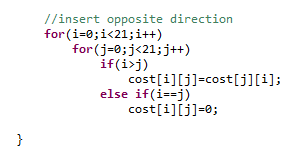 //insert opposite direction
for(i=0;i<21;i++)
for(j=0;j<21;j++)
if(i>j)
cost[i][j]=cost[j][i];
else if(i==j)
cost[i][j]=0;
}